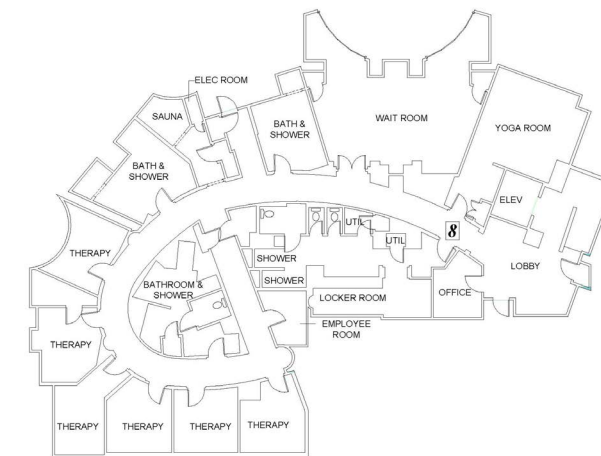 ELEC ROOM
SAUNA
BATH &
SHOWER
WAIT ROOM
YOGA ROOM
BATH &
SHOWER
ELEV
UTIL
8
UTIL
THERAPY
SHOWER
LOBBY
BATHROOM &
SHOWER
SHOWER
OFFICE
LOCKER ROOM
EMPLOYEE
ROOM
THERAPY
THERAPY
THERAPY
THERAPY
THERAPY